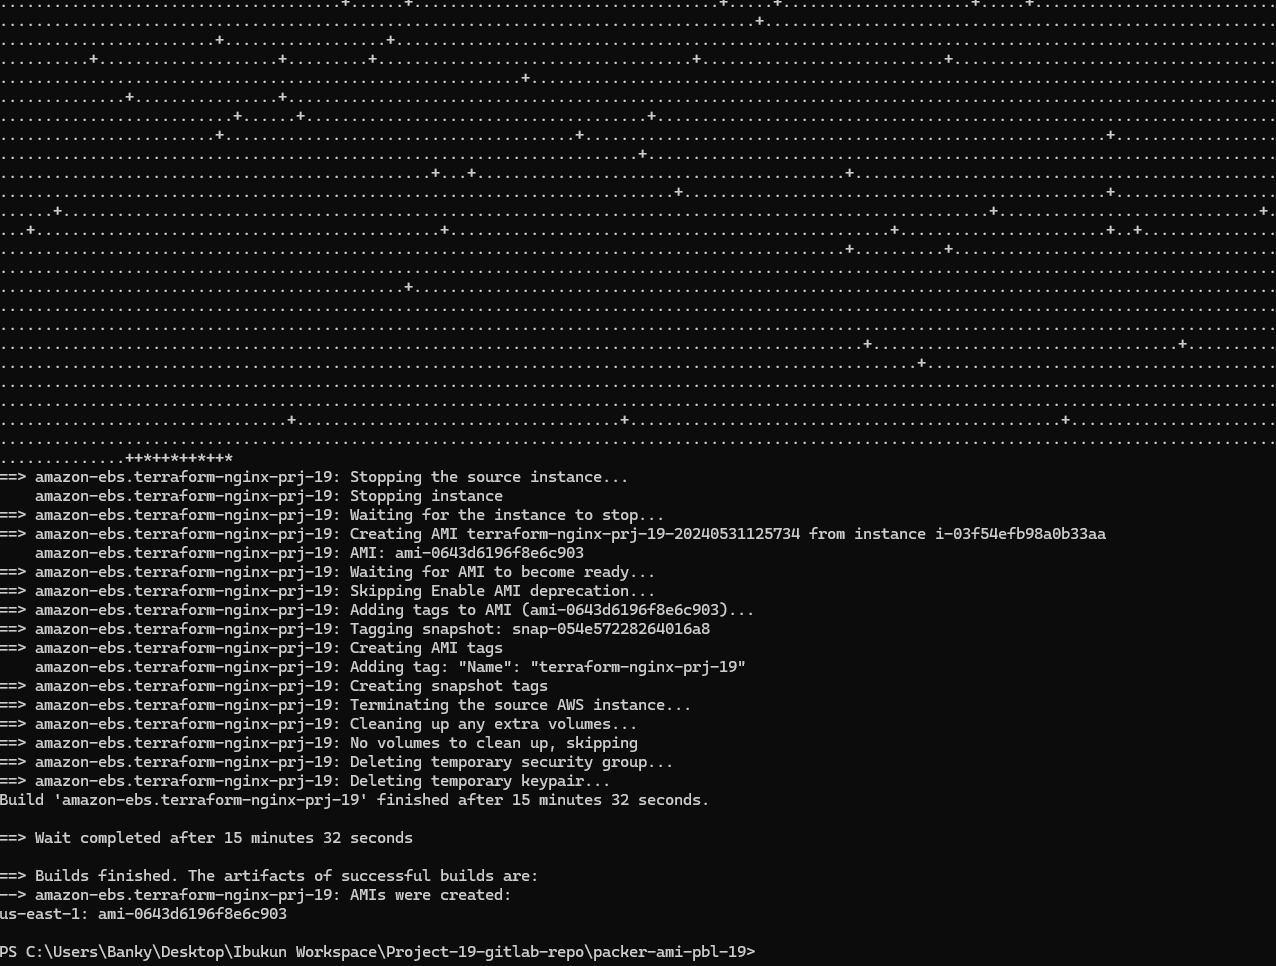 ..............++*++*++*++*
==> amazon-ebs.terraform-nginx-prj-19: Stopping the source instance...
    amazon-ebs.terraform-nginx-prj-19: Stopping instance
==> amazon-ebs.terraform-nginx-prj-19: Waiting for the instance to stop...
==> amazon-ebs.terraform-nginx-prj-19: Creating AMI terraform-nginx-prj-19-20240531125734 from instance i-03f54efb98a0b33aa
    amazon-ebs.terraform-nginx-prj-19: AMI: ami-0643d6196f8e6c903
==> amazon-ebs.terraform-nginx-prj-19: Waiting for AMI to become ready...
==> amazon-ebs.terraform-nginx-prj-19: Skipping Enable AMI deprecation...
==> amazon-ebs.terraform-nginx-prj-19: Adding tags to AMI (ami-0643d6196f8e6c903)...
==> amazon-ebs.terraform-nginx-prj-19: Tagging snapshot: snap-054e57228264016a8
==> amazon-ebs.terraform-nginx-prj-19: Creating AMI tags
    amazon-ebs.terraform-nginx-prj-19: Adding tag: "Name": "terraform-nginx-prj-19"
==> amazon-ebs.terraform-nginx-prj-19: Creating snapshot tags
==> amazon-ebs.terraform-nginx-prj-19: Terminating the source AWS instance...
==> amazon-ebs.terraform-nginx-prj-19: Cleaning up any extra volumes...
==> amazon-ebs.terraform-nginx-prj-19: No volumes to clean up, skipping
==> amazon-ebs.terraform-nginx-prj-19: Deleting temporary security group...
==> amazon-ebs.terraform-nginx-prj-19: Deleting temporary keypair...
Build 'amazon-ebs.terraform-nginx-prj-19' finished after 15 minutes 32 seconds.

==> Wait completed after 15 minutes 32 seconds

==> Builds finished. The artifacts of successful builds are:
--> amazon-ebs.terraform-nginx-prj-19: AMIs were created:
us-east-1: ami-0643d6196f8e6c903

PS C:\Users\Banky\Desktop\Ibukun Workspace\Project-19-gitlab-repo\packer-ami-pbl-19>